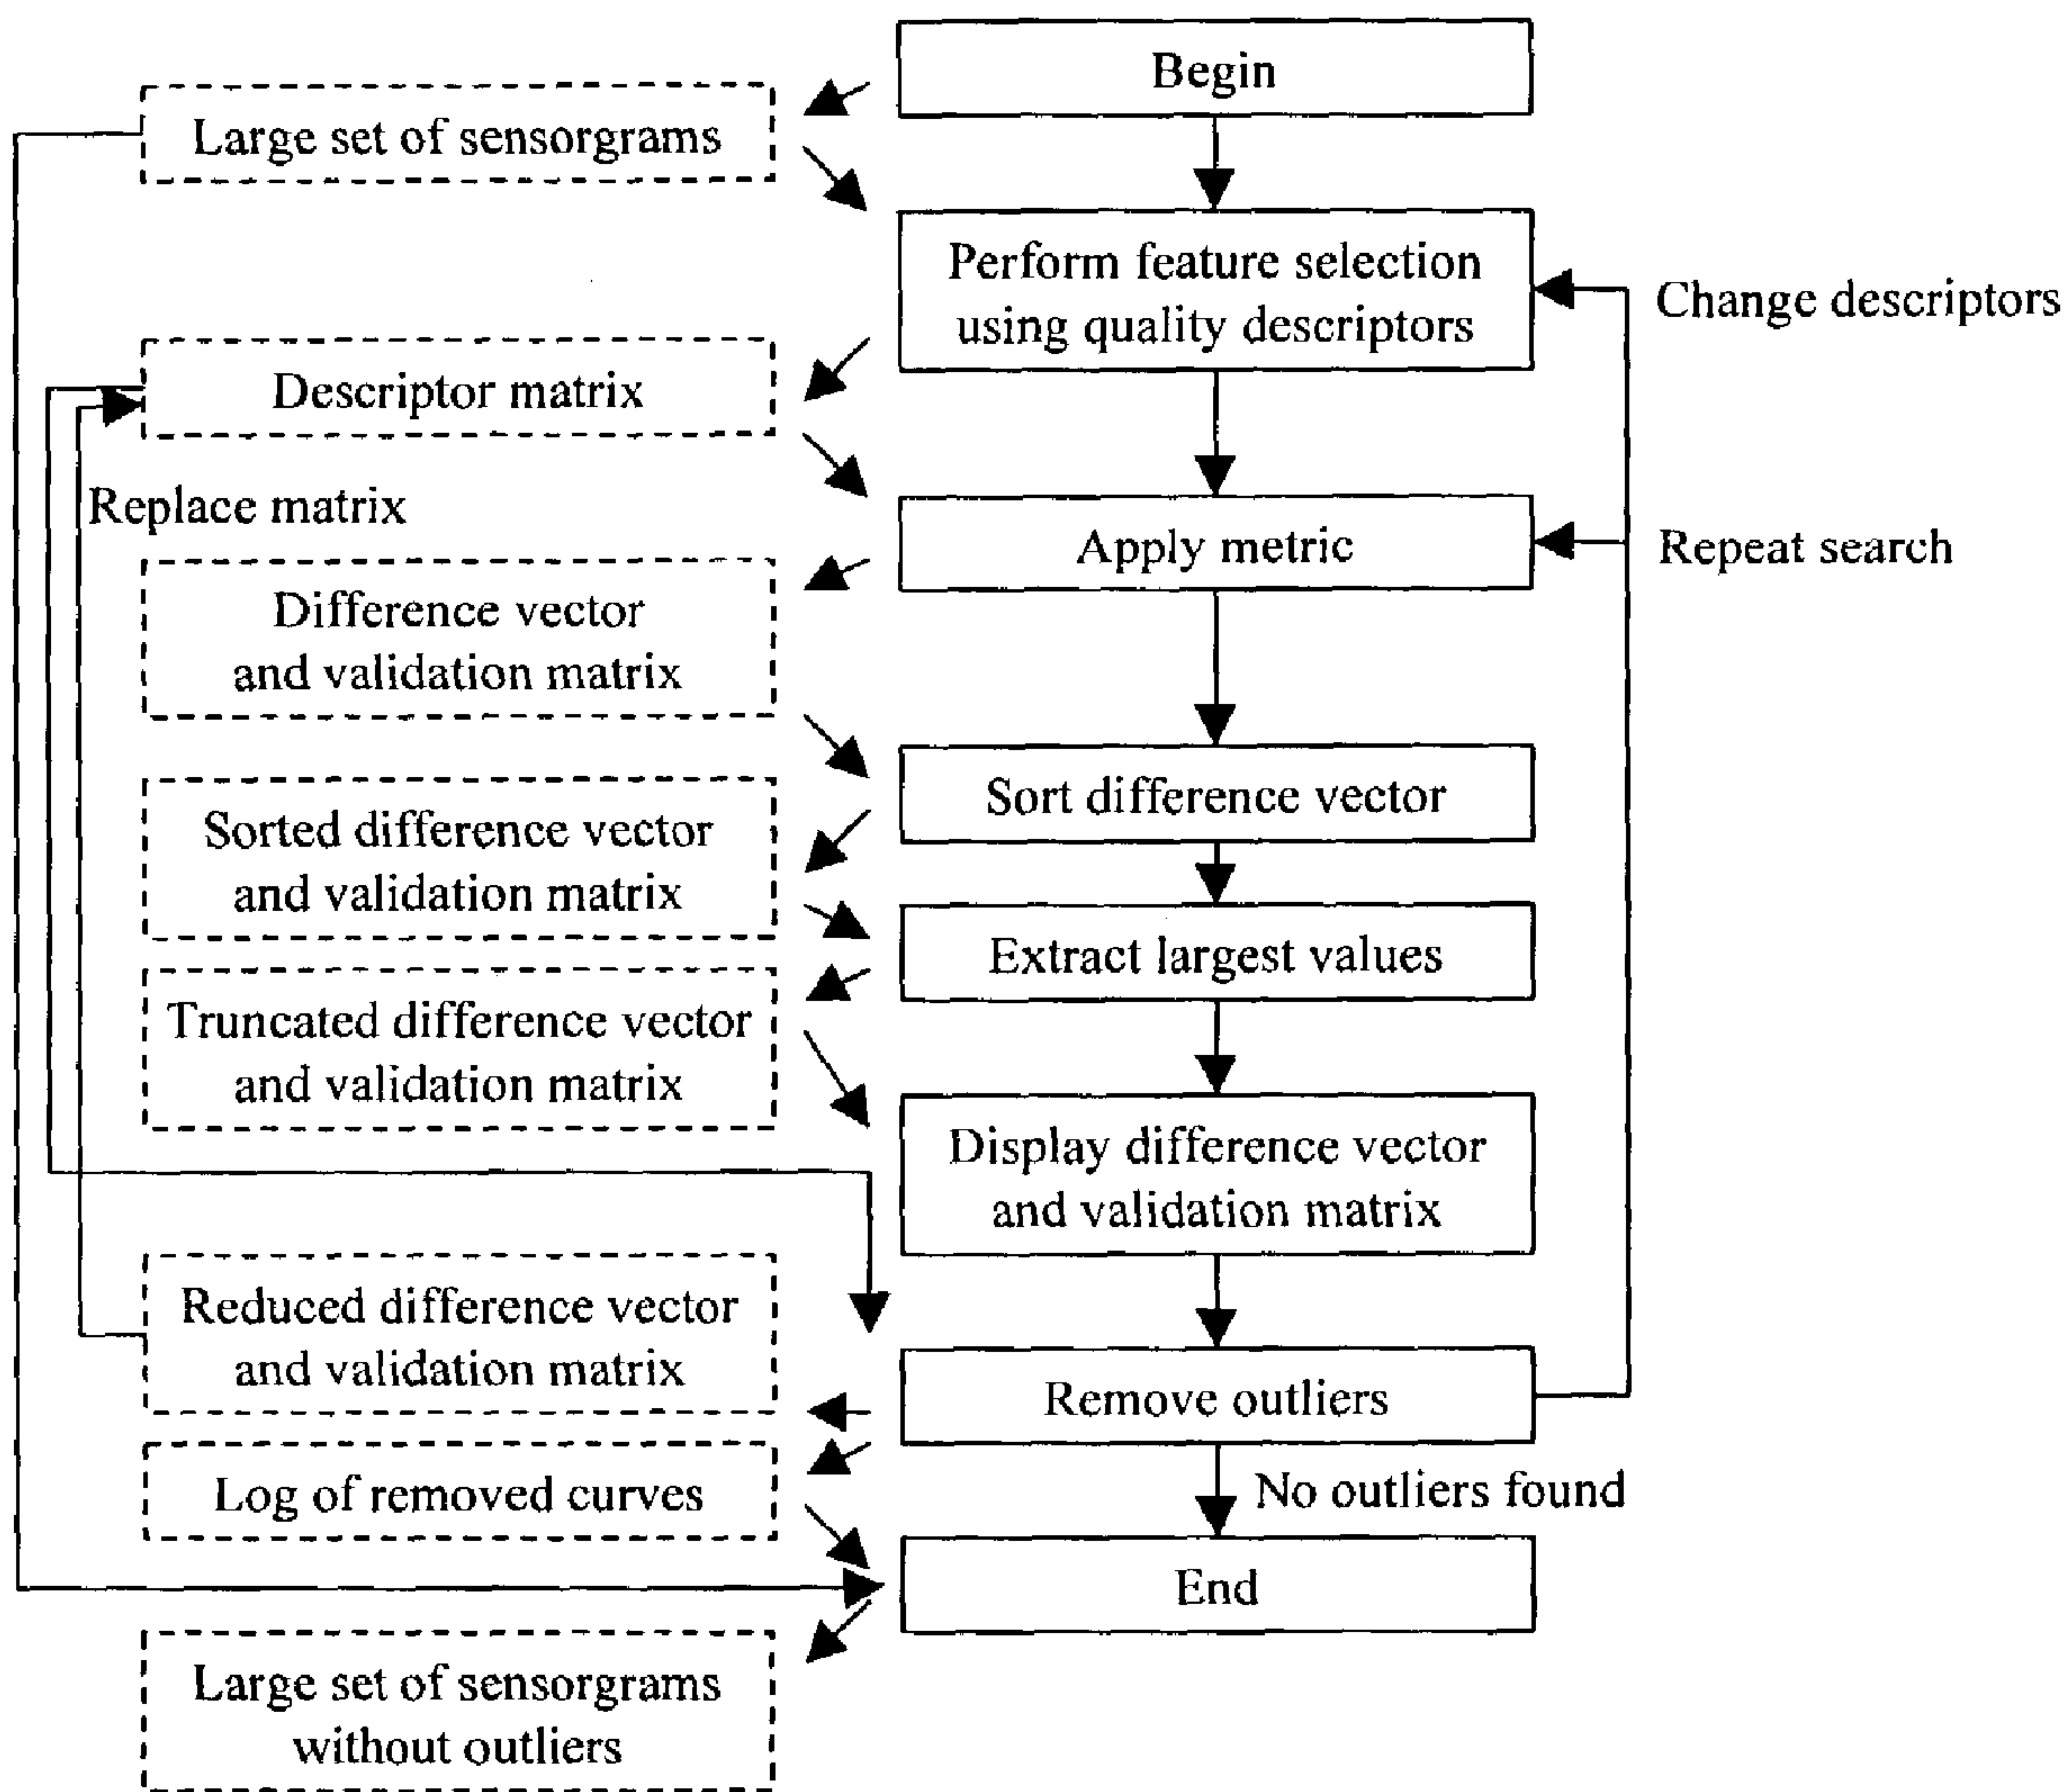 Begin
Large set of sensorgrams
Perform feature selection
using quality descriptors
Change descriptors
Descriptor matrix
Replace matrix
Apply metric
Repeat search
Difference vector
and validation matrix
Sort difference vector
Sorted difference vector
and validation matrix
Extract largest values
Truncated difference vector
and validation matrix
Display difference vector
and validation matrix
Reduced difference vector
and validation matrix
Remove outliers
Log of removed curves
No outliers found
End
Large set of sensorgrams
without outliers